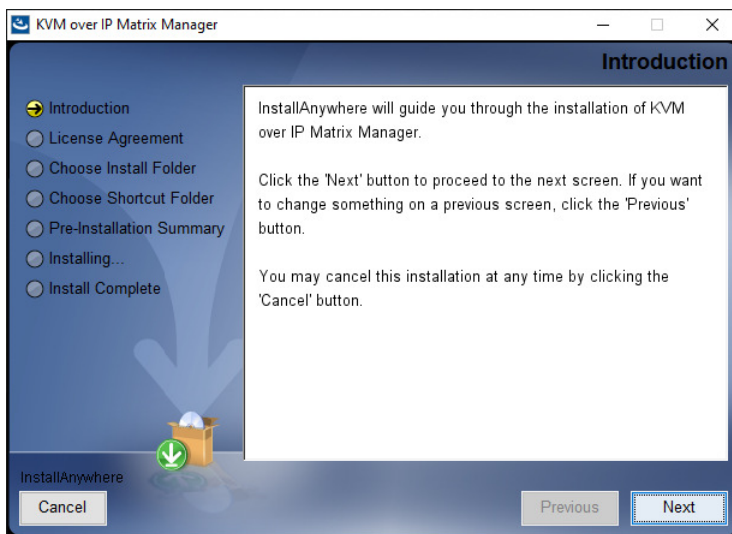 KVM over IP Matrix Manager
Introduction
Introduction
License Agreement
Choose Install Folder
Choose Shortcut Folder
Pre-Installation Summary
Installing...
Install Complete
InstallAnywhere will guide you through the installation of KVM
over IP Matrix Manager.
Click the 'Next' button to proceed to the next screen. If you want
to change something on a previous screen, click the 'Previous'
button.
You may cancel this installation at any time by clicking the
'Cancel' button.
InstallAnywhere
Cancel
Previous
Next